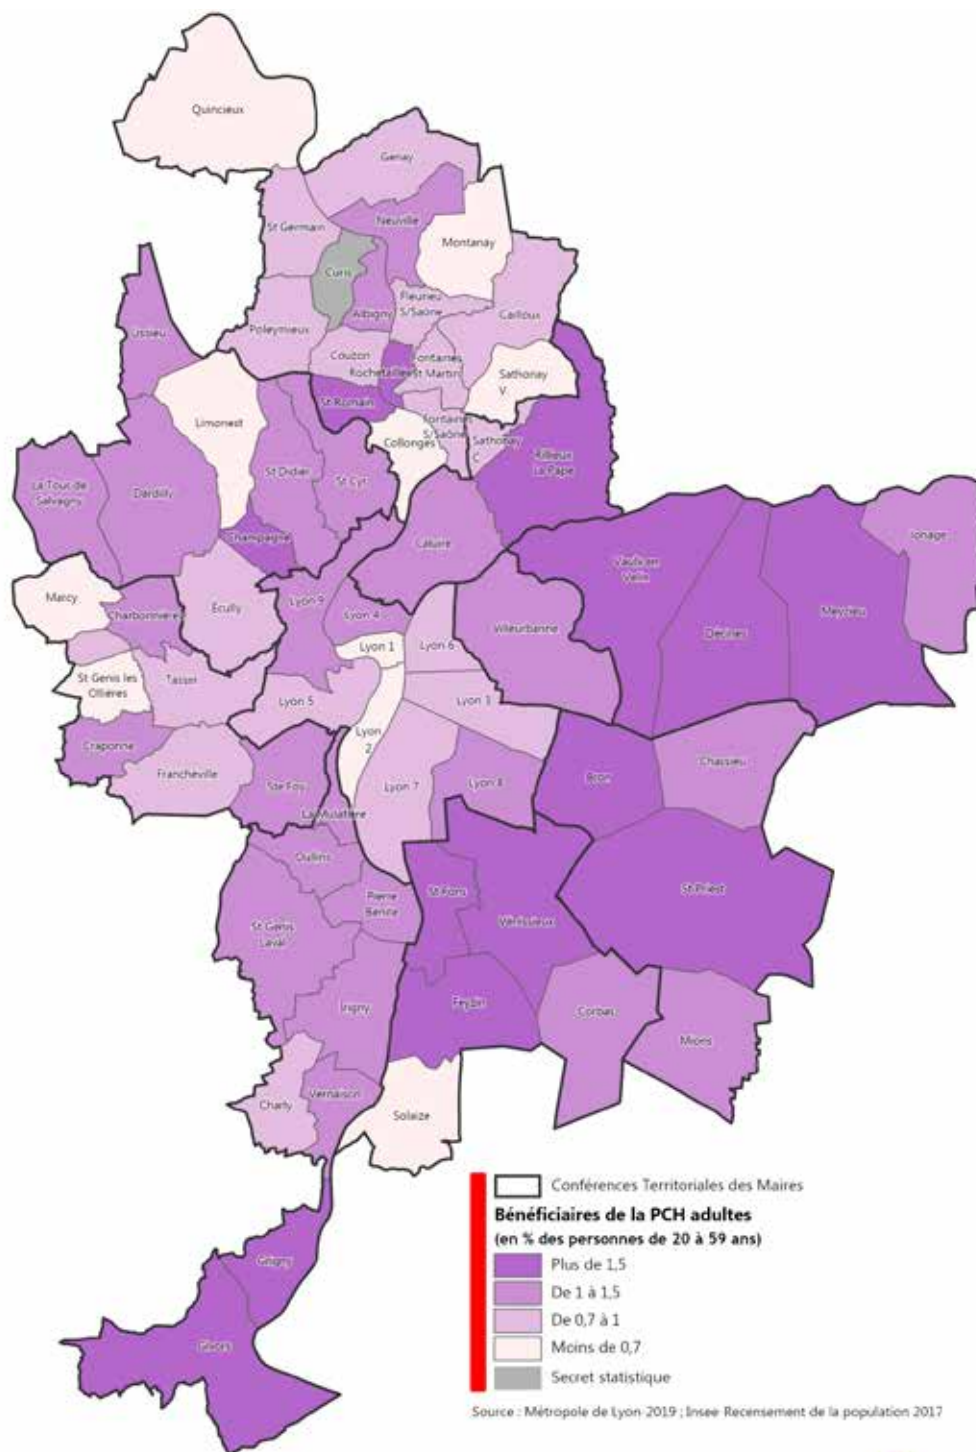 Quincieux
Genay
St Germain
Neuville
Montanay
Curis
Albigny
Fleurieu
S/Saône
Cailloux
Lissieu
Poleymieux
Couzon
Rochetaillée
Fontaines
St Martin
Sathonay
V.
St Romain
Limonest
Collonges
Fontaines
S/Saône
Sathonay
C
Rillieux
La Pape
La Tour de
Salvagny
Dardilly
St Didier
St Cyr
Champagne
Caluire
Vaulx en
Velin
Jonage
Meyzieu
Décines
Marcy
Charbonnières
Écully
Lyon 9
Lyon 4
Villeurbanne
Lyon 1
Lyon 6
St Genis les
Ollières
Tassin
Lyon 5
Lyon 3
Lyon
2
Craponne
Francheville
Ste Foy
Lyon 7
Lyon 8
Bron
Chassieu
La Mulatière
Oullins
Pierre
Bénite
St Fons
Vénissieux
St Priest
St Genis
Laval
Irigny
Feyzin
Corbas
Mions
Charly
Vernaison
Solaize
Grigny
Givors
Conférences Territoriales des Maires
Bénéficiaires de la PCH adultes
(en % des personnes de 20 à 59 ans)
Plus de 1,5
De 1 à 1,5
De 0,7 à 1
Moins de 0,7
Secret statistique
Source : Métropole de Lyon 2019 ; Insee Recensement de la population 2017